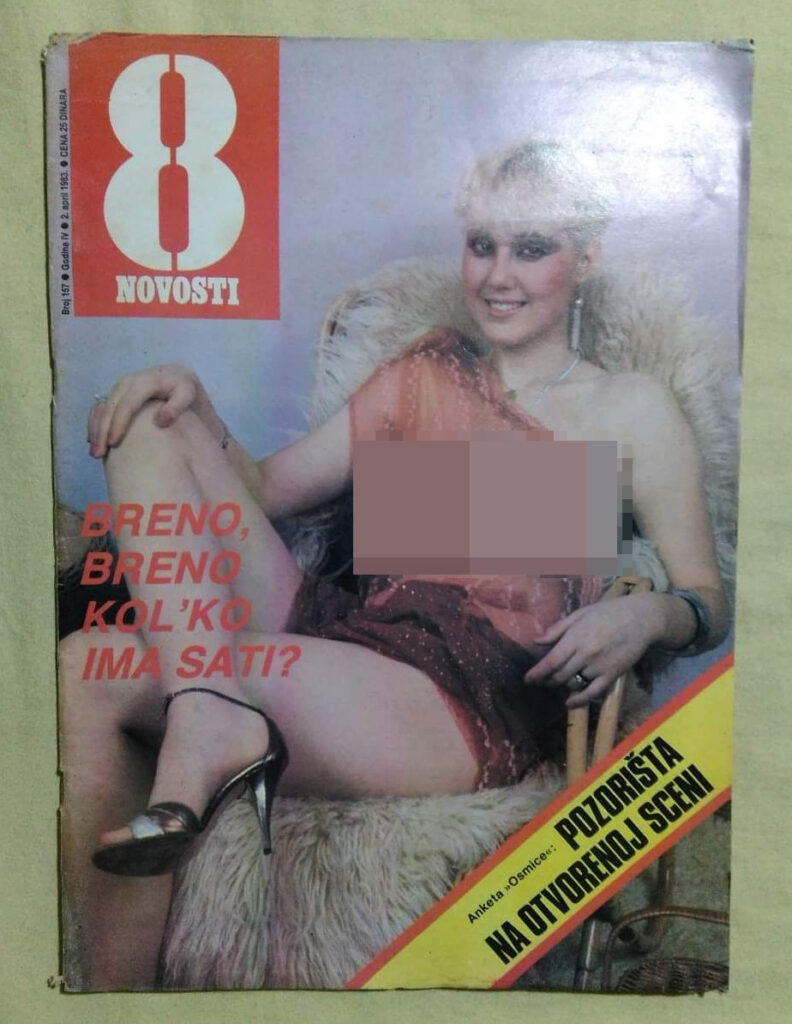 Broj 157 ● Godina IV ● 2. april 1983. ● CENA 25 DINARA
8
NOVOSTI
BRENO,
BRENO
KOL'KO
IMA SATI?
Anketa »Osmice«: POZORIŠTA
NA OTVORENOJ SCENI